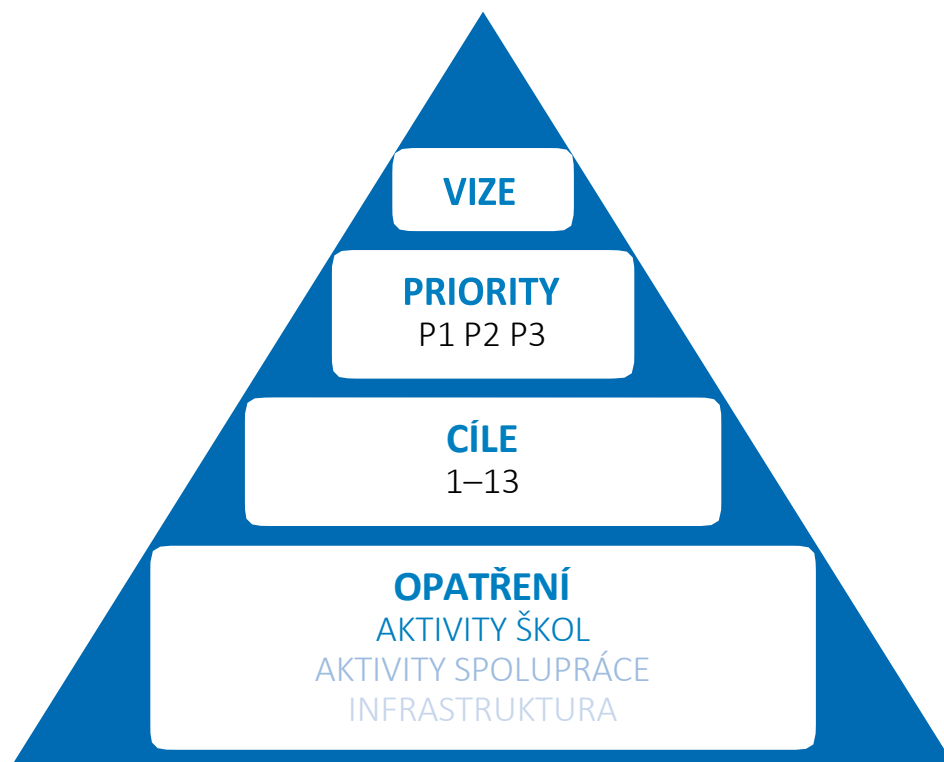 VIZE
PRIORITY
P1 P2 P3
CÍLE
1–13
OPATŘENÍ
AKTIVITY ŠKOL
AKTIVITY SPOLUPRÁCE
INFRASTRUKTURA